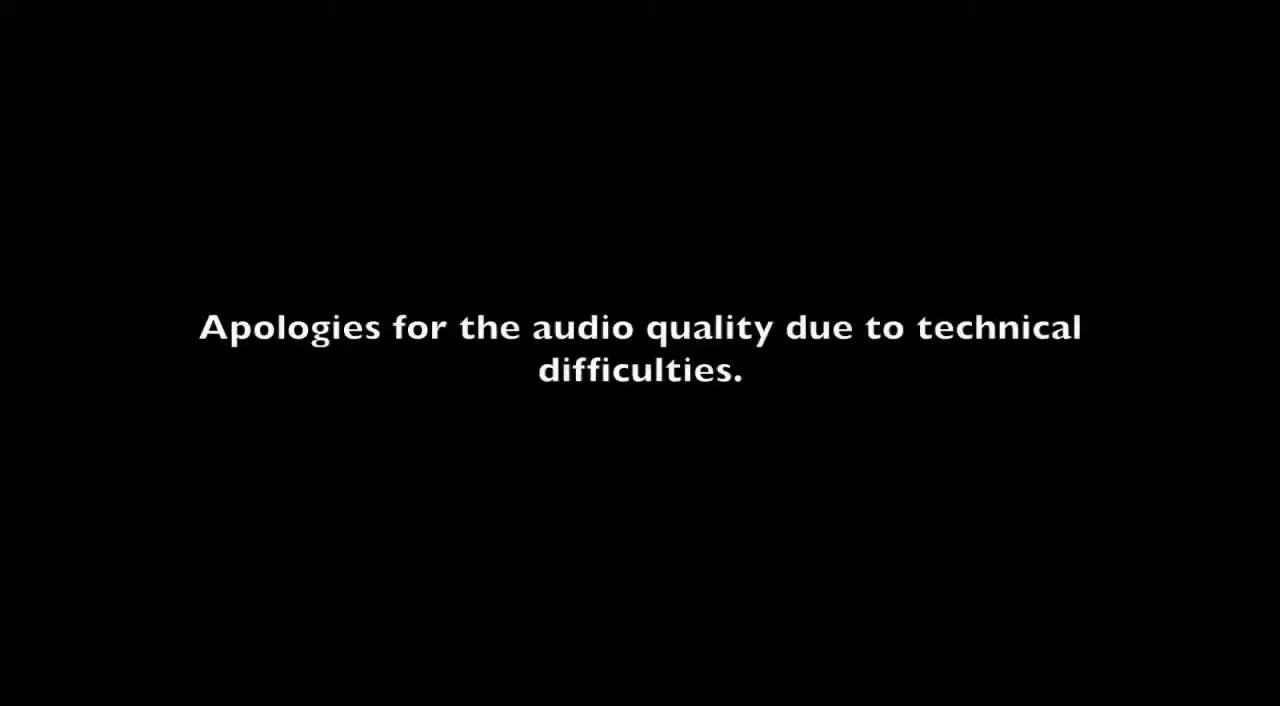 Apologies for the audio quality due to technical
difficulties.